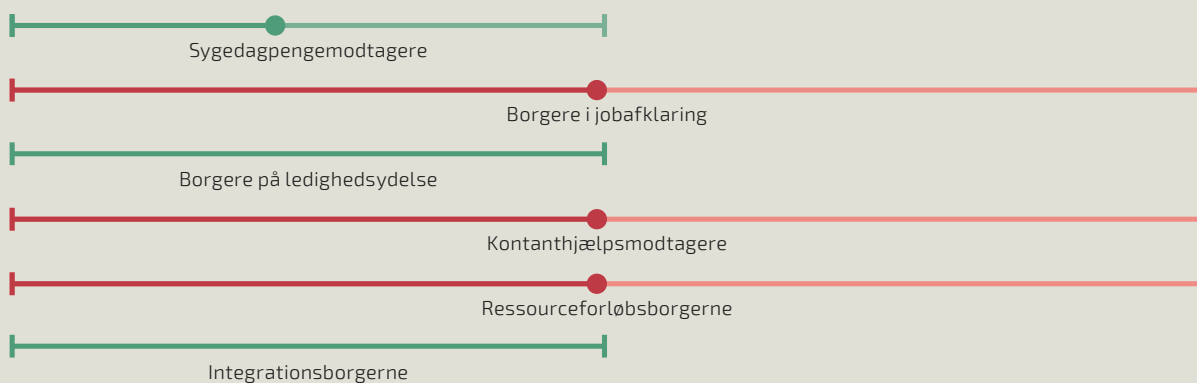 Sygedagpengemodtagere
Borgere i jobafklaring
Borgere på ledighedsydelse
Kontanthjælpsmodtagere
Ressourceforløbsborgerne
Integrationsborgerne